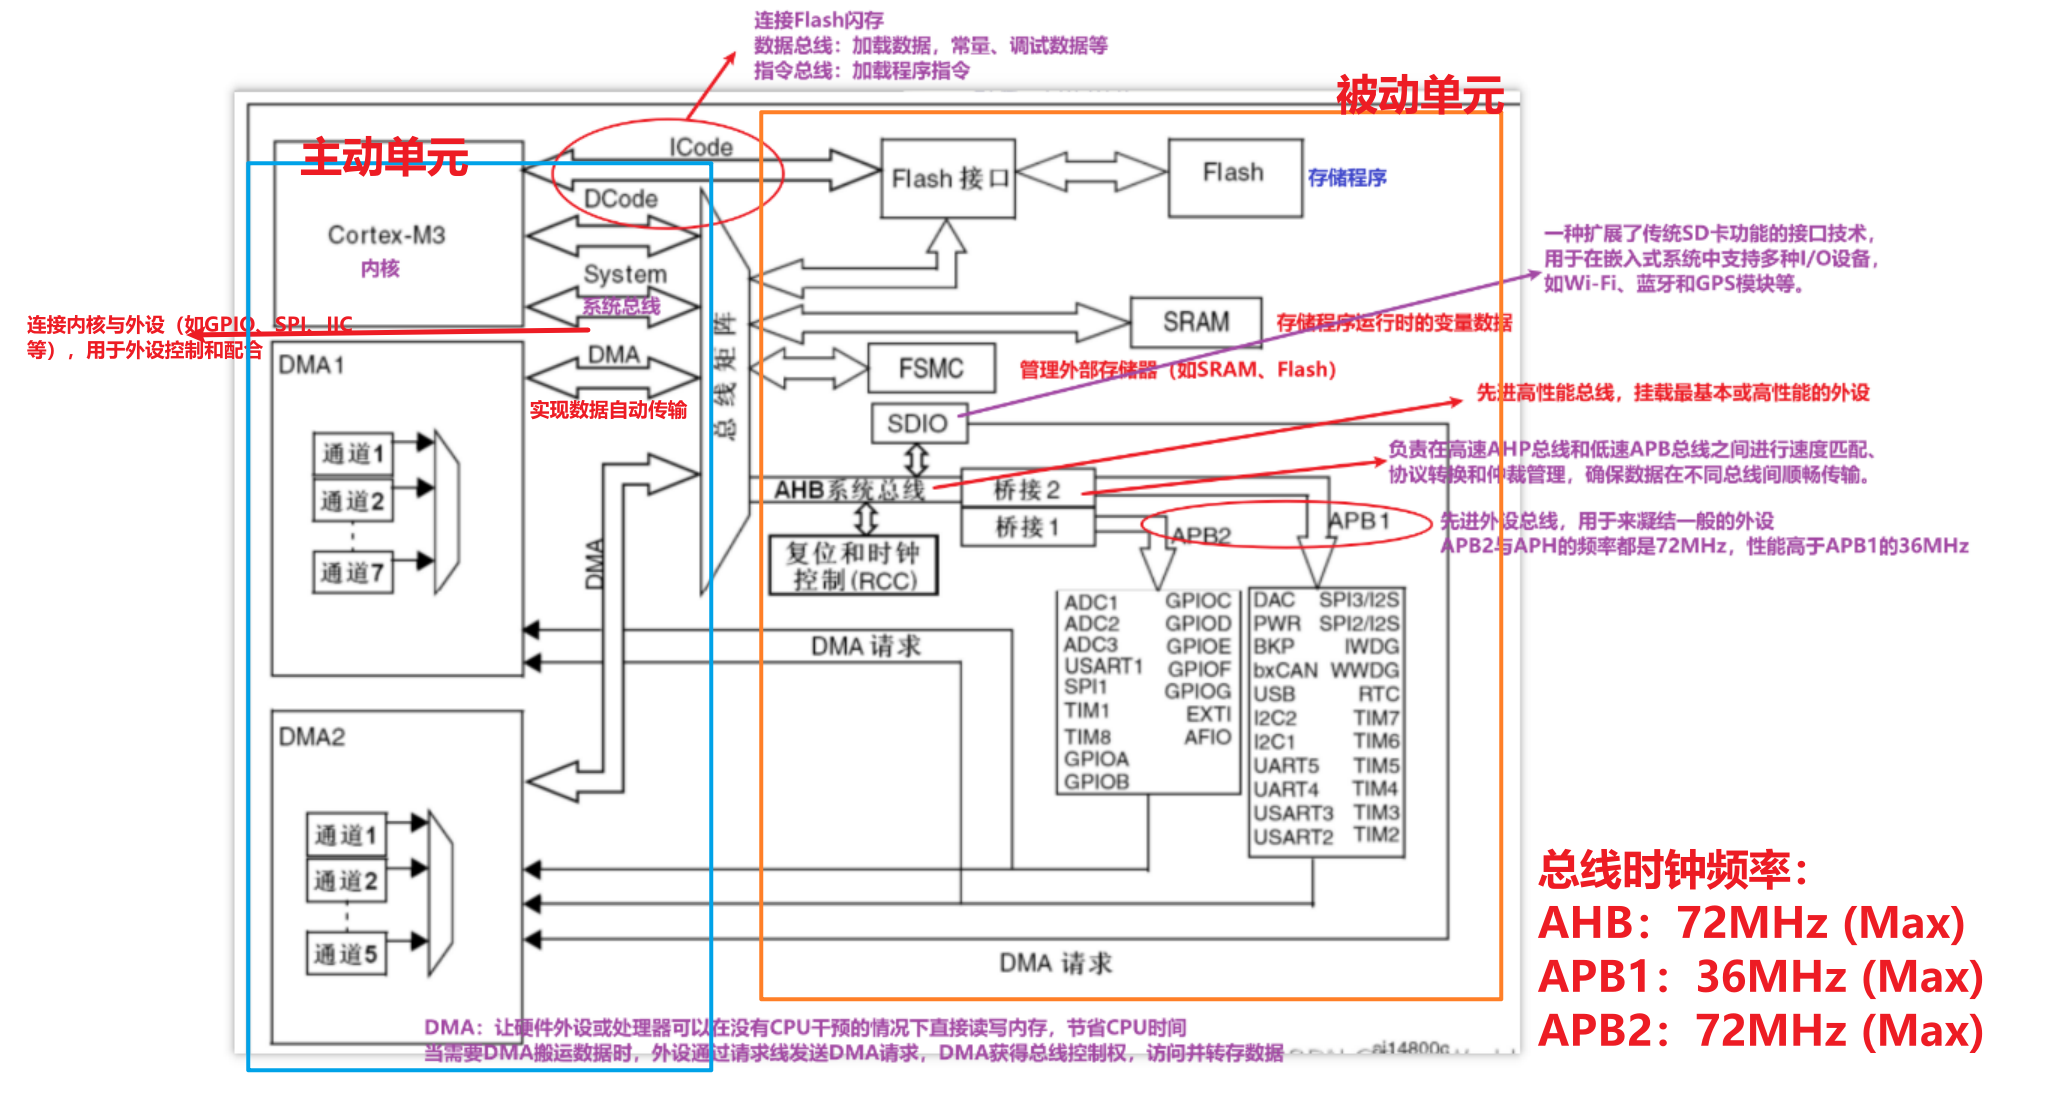 连接Flash闪存
数据总线：加载数据，常量、调试数据等
指令总线：加载程序指令
被动单元
主动单元
ICode
Flash 接口
Flash
存储程序
DCode
Cortex-M3
内核
System
系统总线
一种扩展了传统SD卡功能的接口技术，
用于在嵌入式系统中支持多种I/O设备，
如Wi-Fi、蓝牙和GPS模块等。
连接内核与外设（如GPIO、SPI、IIC
等），用于外设控制和配合
总线矩阵
SRAM
存储程序运行时的变量数据
DMA1
DMA
实现数据自动传输
FSMC
管理外部存储器（如SRAM、Flash）
SDIO
先进高性能总线，挂载最基本或高性能的外设
负责在高速AHP总线和低速APB总线之间进行速度匹配、
协议转换和仲裁管理，确保数据在不同总线间顺畅传输。
通道1
通道2
通道7
AHB系统总线
桥接2
桥接1
APB2
APB1
先进外设总线，用于来凝结一般的外设
APB2与APH的频率都是72MHz，性能高于APB1的36MHz
复位和时钟
控制(RCC)
DMA
ADC1 GPIOC
ADC2 GPIOD
ADC3 GPIOE
USART1 GPIOF
SPI1 GPIOG
TIM1 EXTI
TIM8 AFIO
GPIOA
GPIOB
DAC SPI3/I2S
PWR SPI2/I2S
BKP IWDG
bxCAN WWDG
USB RTC
I2C2 TIM7
I2C1 TIM6
UART5 TIM5
UART4 TIM4
USART3 TIM3
USART2 TIM2
DMA 请求
DMA2
通道1
通道2
通道5
DMA 请求
总线时钟频率：
AHB：72MHz (Max)
APB1：36MHz (Max)
APB2：72MHz (Max)
DMA：让硬件外设或处理器可以在没有CPU干预的情况下直接读写内存，节省CPU时间
当需要DMA搬运数据时，外设通过请求线发送DMA请求，DMA获得总线控制权，访问并转存数据